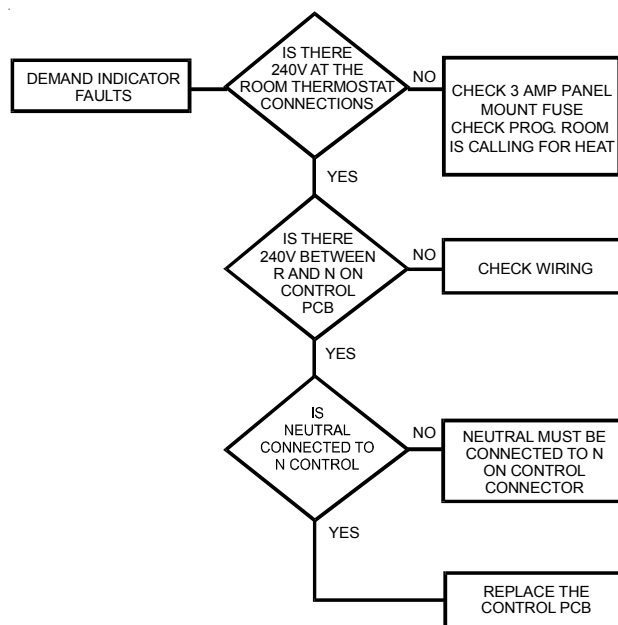 DEMAND INDICATOR
FAULTS
IS THERE
240V AT THE
ROOM THERMOSTAT
CONNECTIONS
NO
CHECK 3 AMP PANEL
MOUNT FUSE
CHECK PROG. ROOM
IS CALLING FOR HEAT
YES
IS THERE
240V BETWEEN
R AND N ON
CONTROL
PCB
NO
CHECK WIRING
YES
IS
NEUTRAL
CONNECTED TO
N CONTROL
NO
NEUTRAL MUST BE
CONNECTED TO N
ON CONTROL
CONNECTOR
YES
REPLACE THE
CONTROL PCB